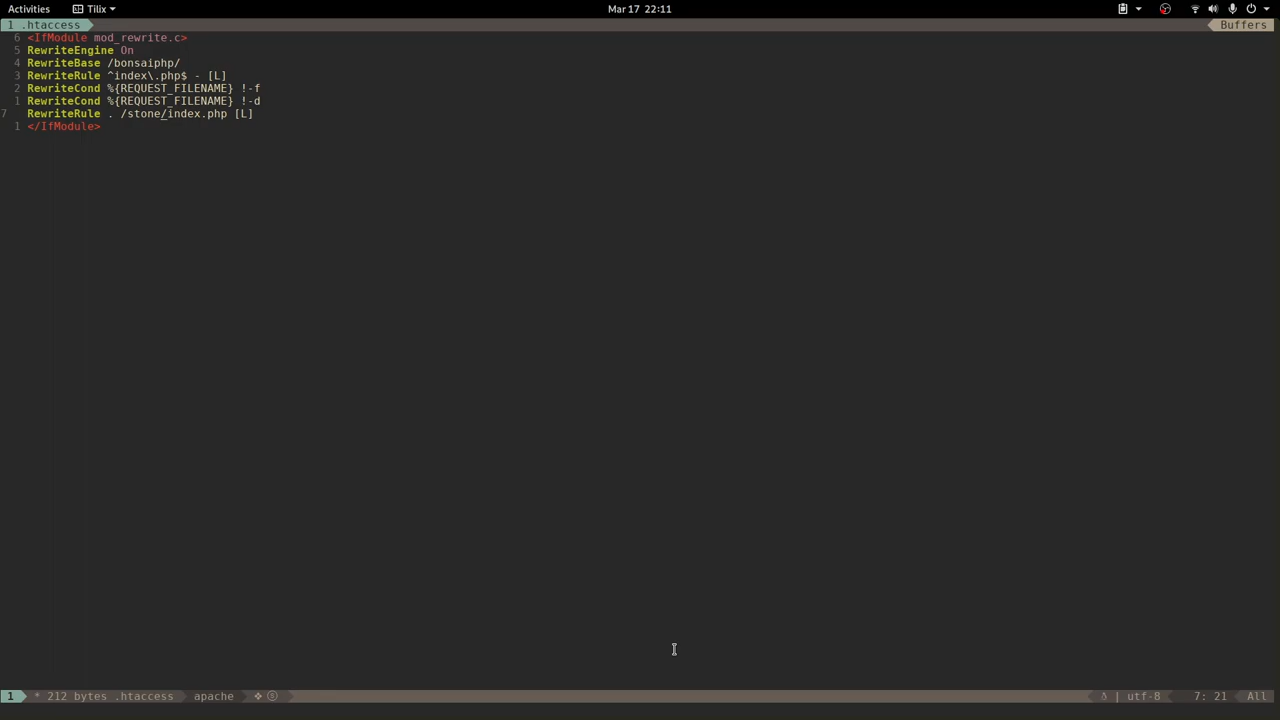 Activities Tilix Mar 17 22:11
1 .htaccess Buffers
6 <IfModule mod_rewrite.c>
5 RewriteEngine On
4 RewriteBase /bonsaiphp/
3 RewriteRule ^index\.php$ - [L]
2 RewriteCond %{REQUEST_FILENAME} !-f
1 RewriteCond %{REQUEST_FILENAME} !-d
7 RewriteRule . /stone/index.php [L]
1 </IfModule>
1 * 212 bytes .htaccess apache ❖ ⓢ | utf-8 7: 21 All